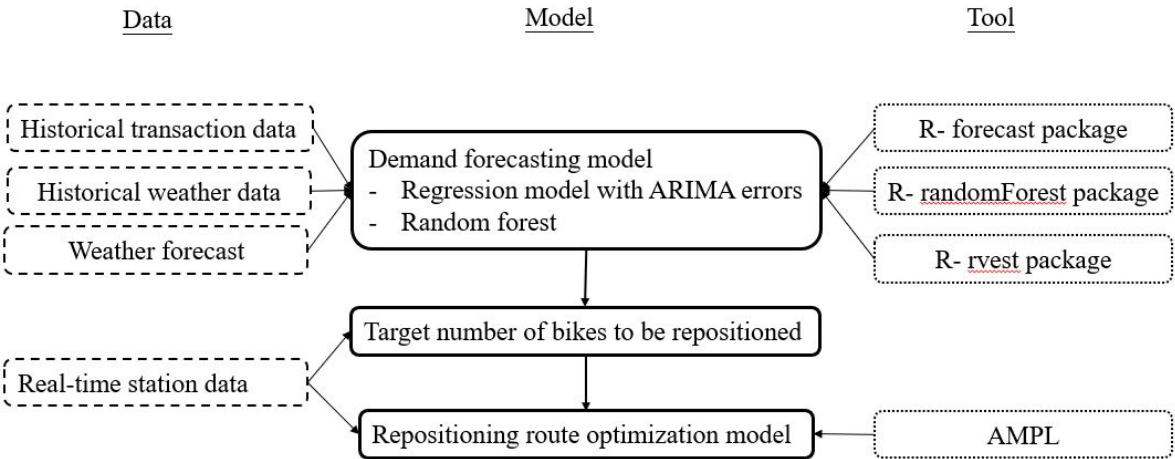 Data
Model
Tool
Historical transaction data
Historical weather data
Weather forecast
Demand forecasting model
- Regression model with ARIMA errors
- Random forest
R- forecast package
R- randomForest package
R- rvest package
Target number of bikes to be repositioned
Real-time station data
Repositioning route optimization model
AMPL